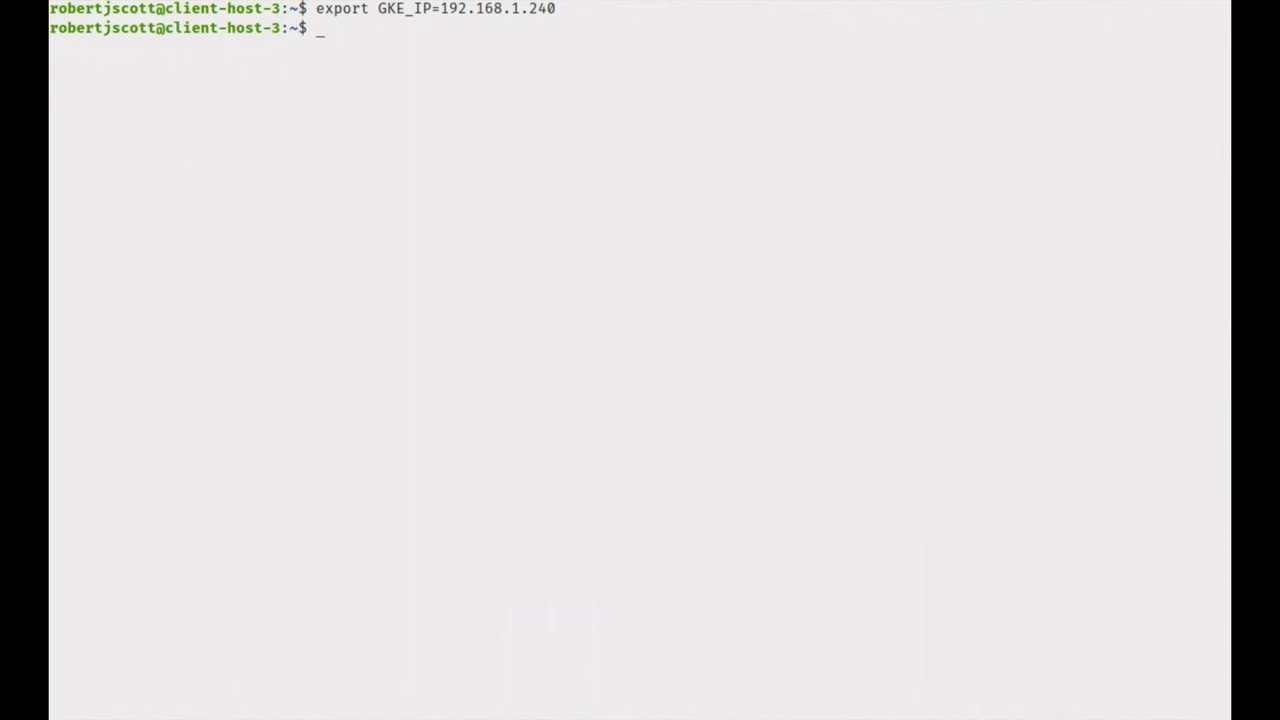 robertjscott@client-host-3:~$ export GKE_IP=192.168.1.240
robertjscott@client-host-3:~$ _